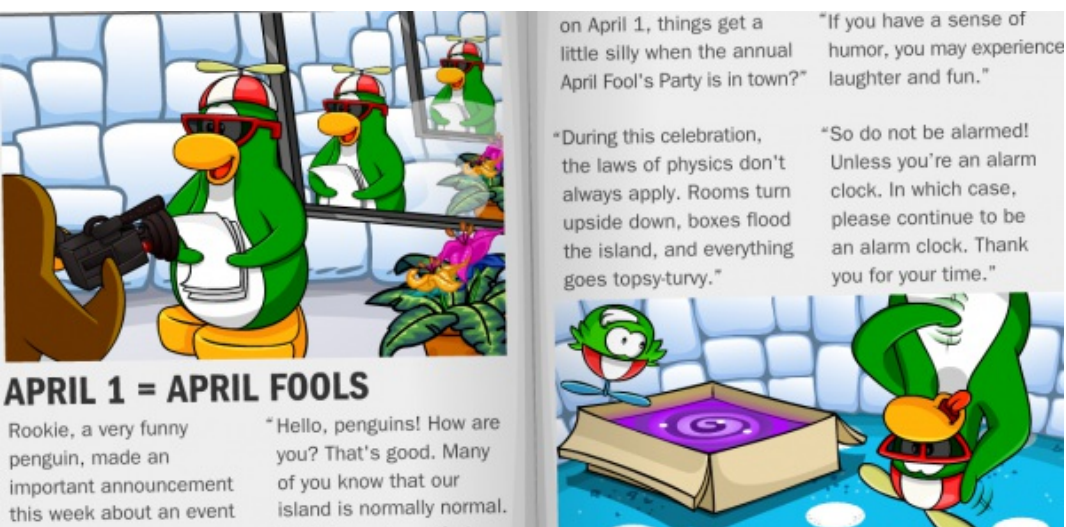 APRIL 1 = APRIL FOOLS
Rookie, a very funny
penguin, made an
important announcement
this week about an event
on April 1, things get a
little silly when the annual
April Fool's Party is in town?"
"During this celebration,
the laws of physics don't
always apply. Rooms turn
upside down, boxes flood
the island, and everything
goes topsy-turvy."
"Hello, penguins! How are
you? That's good. Many
of you know that our
island is normally normal.
"If you have a sense of
humor, you may experience
laughter and fun."
"So do not be alarmed!
Unless you're an alarm
clock. In which case,
please continue to be
an alarm clock. Thank
you for your time."